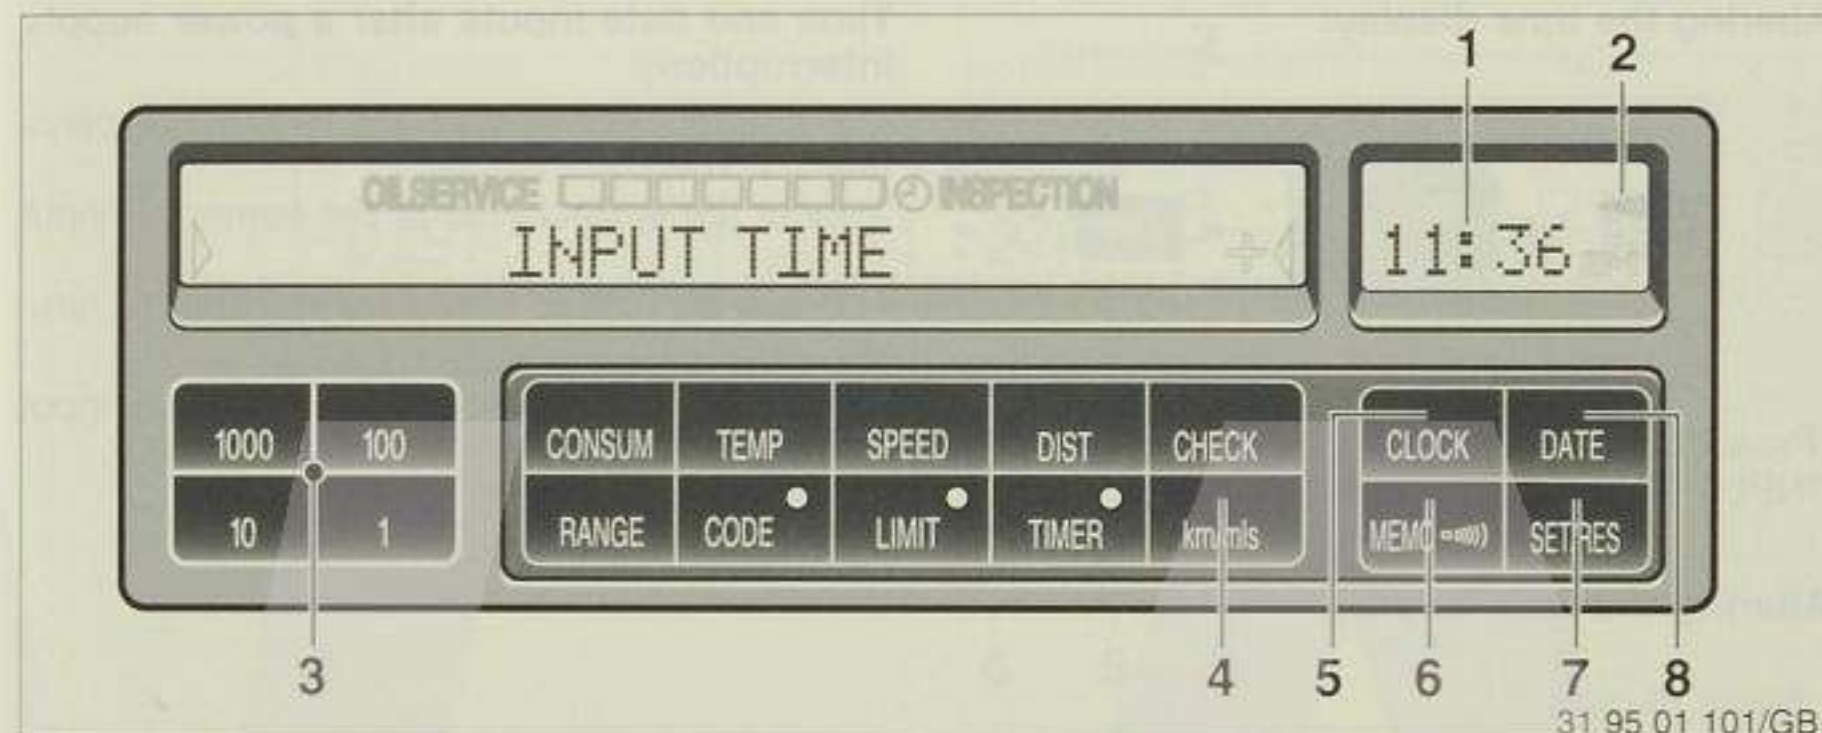 1 2
OILSERVICE INSPECTION
INPUT TIME
11:36
1000 100
10 1
CONSUM TEMP SPEED DIST CHECK
RANGE CODE LIMIT TIMER km/mls
CLOCK DATE
MEMO SET/RES
3 4 5 6 7 8
31 95 01 101/GB